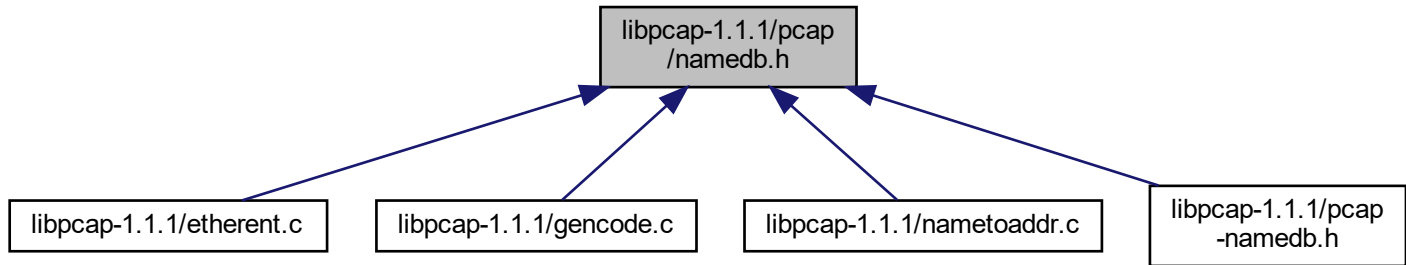 libpcap-1.1.1/pcap
/namedb.h
libpcap-1.1.1/etherent.c
libpcap-1.1.1/gencode.c
libpcap-1.1.1/nametoaddr.c
libpcap-1.1.1/pcap
-namedb.h